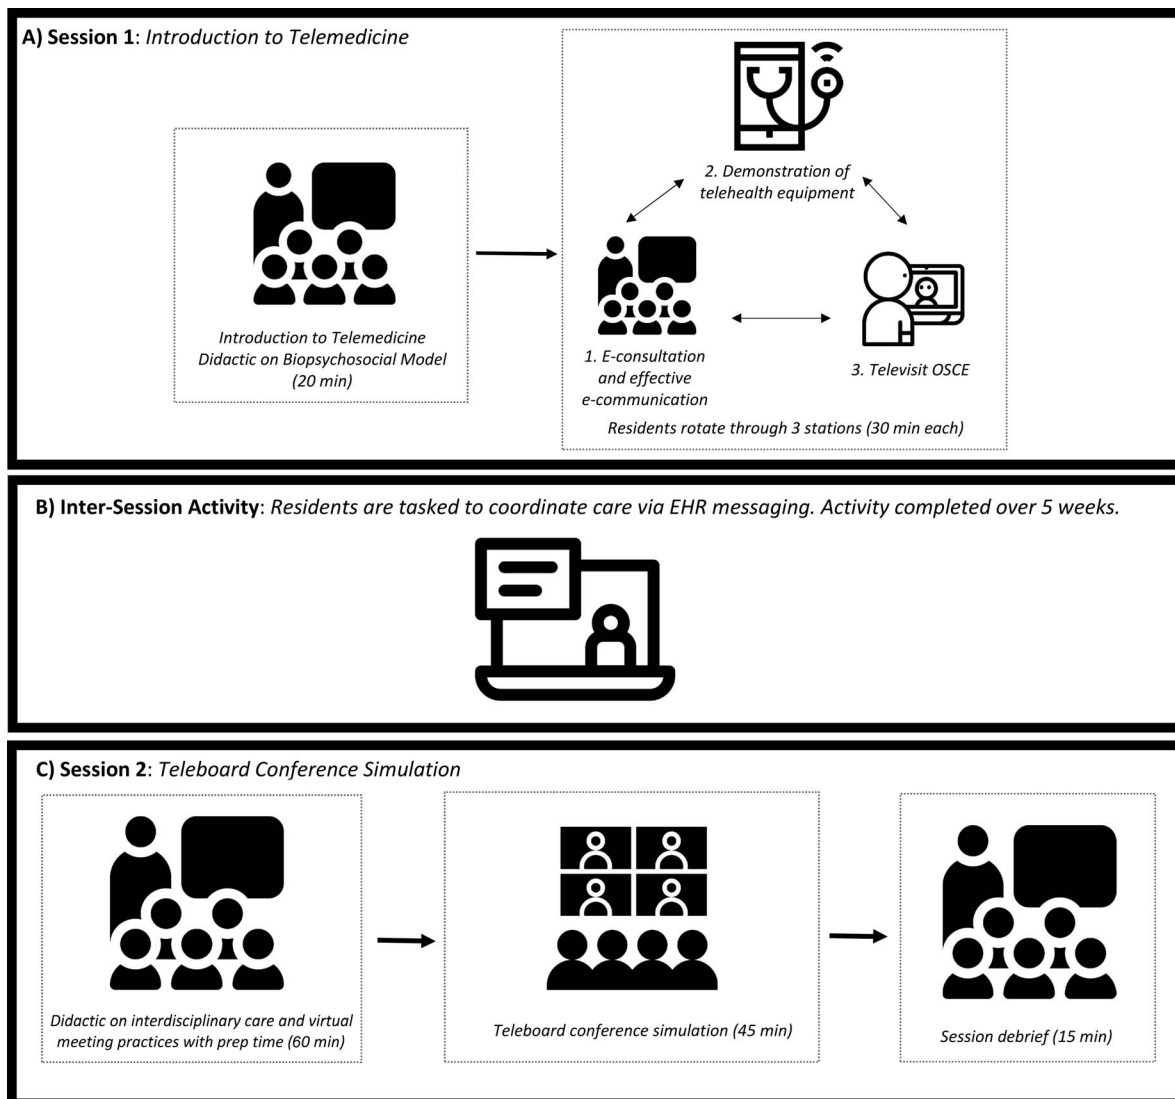 A) Session 1: Introduction to Telemedicine
Introduction to Telemedicine
Didactic on Biopsychosocial Model
(20 min)
2. Demonstration of
telehealth equipment
1. E-consultation
and effective
e-communication
3. Televisit OSCE
Residents rotate through 3 stations (30 min each)
B) Inter-Session Activity: Residents are tasked to coordinate care via EHR messaging. Activity completed over 5 weeks.
C) Session 2: Teleboard Conference Simulation
Didactic on interdisciplinary care and virtual
meeting practices with prep time (60 min)
Teleboard conference simulation (45 min)
Session debrief (15 min)